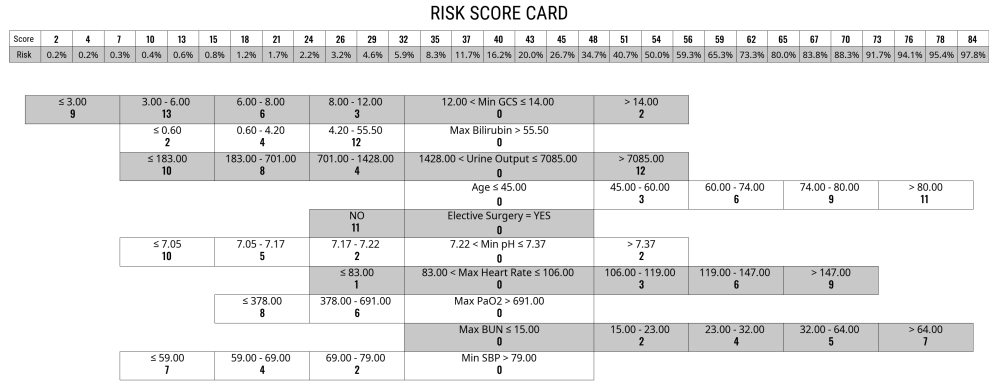 RISK SCORE CARD
Score 2 4 7 10 13 15 18 21 24 26 29 32 35 37 40 43 45 48 51 54 56 59 62 65 67 70 73 76 78 84
Risk 0.2% 0.2% 0.3% 0.4% 0.6% 0.8% 1.2% 1.7% 2.2% 3.2% 4.6% 5.9% 8.3% 11.7% 16.2% 20.0% 26.7% 34.7% 40.7% 50.0% 59.3% 65.3% 73.3% 80.0% 83.8% 88.3% 91.7% 94.1% 95.4% 97.8%
≤ 3.00 3.00 - 6.00 6.00 - 8.00 8.00 - 12.00 12.00 < Min GCS ≤ 14.00 > 14.00
9 13 6 3 0 2
≤ 0.60 0.60 - 4.20 4.20 - 55.50 Max Bilirubin > 55.50
2 4 12 0
≤ 183.00 183.00 - 701.00 701.00 - 1428.00 1428.00 < Urine Output ≤ 7085.00 > 7085.00
10 8 4 0 12
Age ≤ 45.00 45.00 - 60.00 60.00 - 74.00 74.00 - 80.00 > 80.00
0 3 6 9 11
NO Elective Surgery = YES
11 0
≤ 7.05 7.05 - 7.17 7.17 - 7.22 7.22 < Min pH ≤ 7.37 > 7.37
10 5 2 0 2
≤ 83.00 83.00 < Max Heart Rate ≤ 106.00 106.00 - 119.00 119.00 - 147.00 > 147.00
1 0 3 6 9
≤ 378.00 378.00 - 691.00 Max PaO2 > 691.00
8 6 0
Max BUN ≤ 15.00 15.00 - 23.00 23.00 - 32.00 32.00 - 64.00 > 64.00
0 2 4 5 7
≤ 59.00 59.00 - 69.00 69.00 - 79.00 Min SBP > 79.00
7 4 2 0